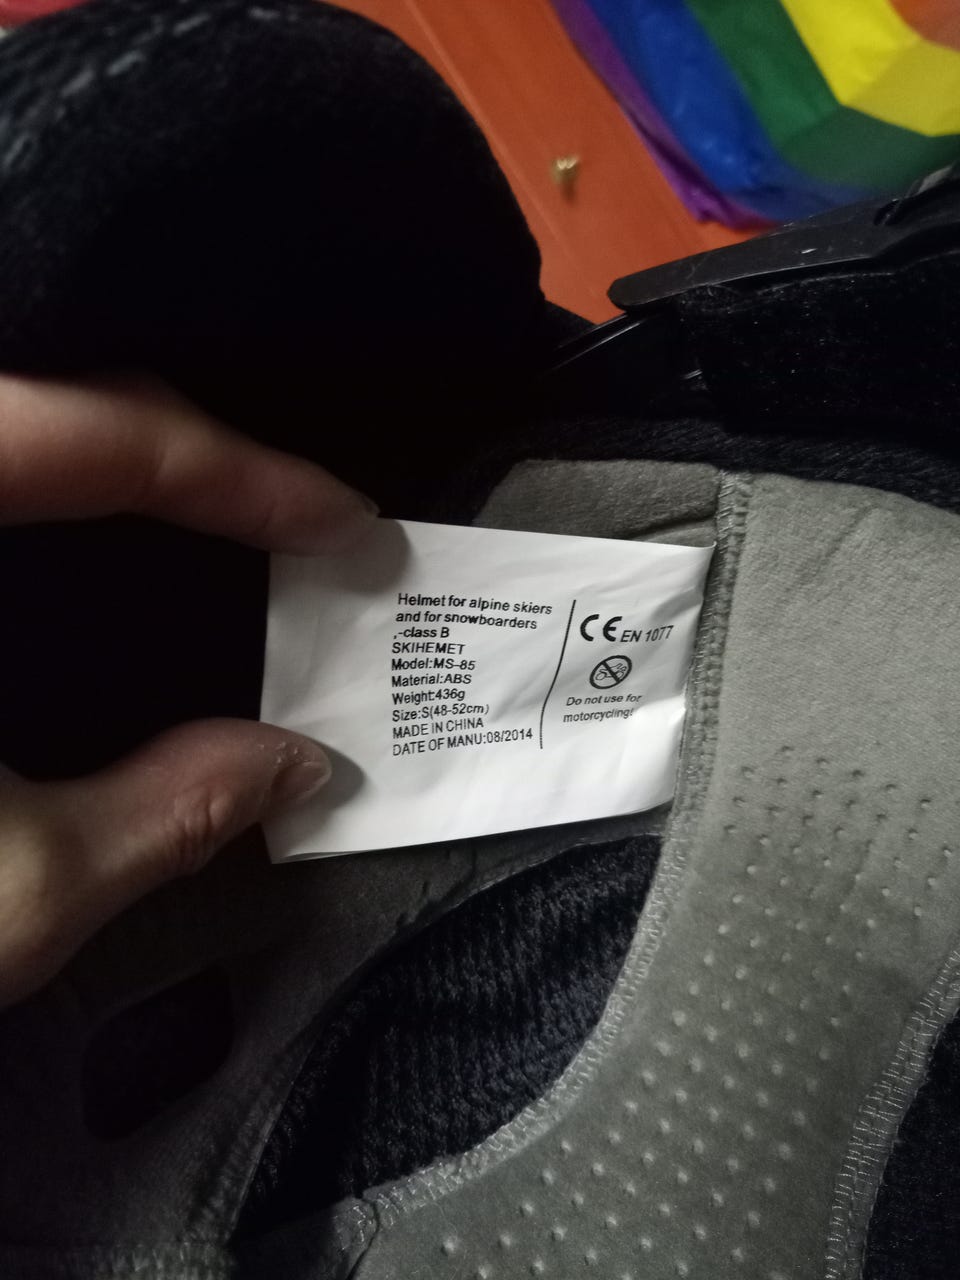 Helmet for alpine skiers
and for snowboarders
,-class B
SKIHEMET
Model:MS-85
Material:ABS
Weight:436g
Size:S(48-52cm)
MADE IN CHINA
DATE OF MANU:08/2014
CE EN 1077
Do not use for
motorcycling!